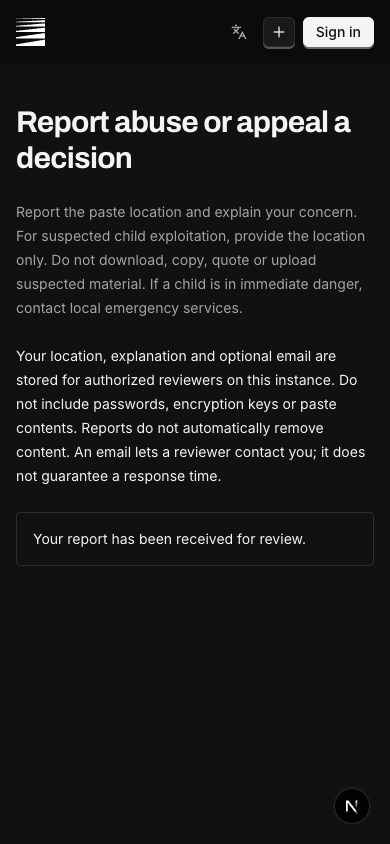 Sign in
Report abuse or appeal a
decision
Report the paste location and explain your concern.
For suspected child exploitation, provide the location
only. Do not download, copy, quote or upload
suspected material. If a child is in immediate danger,
contact local emergency services.
Your location, explanation and optional email are
stored for authorized reviewers on this instance. Do
not include passwords, encryption keys or paste
contents. Reports do not automatically remove
content. An email lets a reviewer contact you; it does
not guarantee a response time.
Your report has been received for review.
N